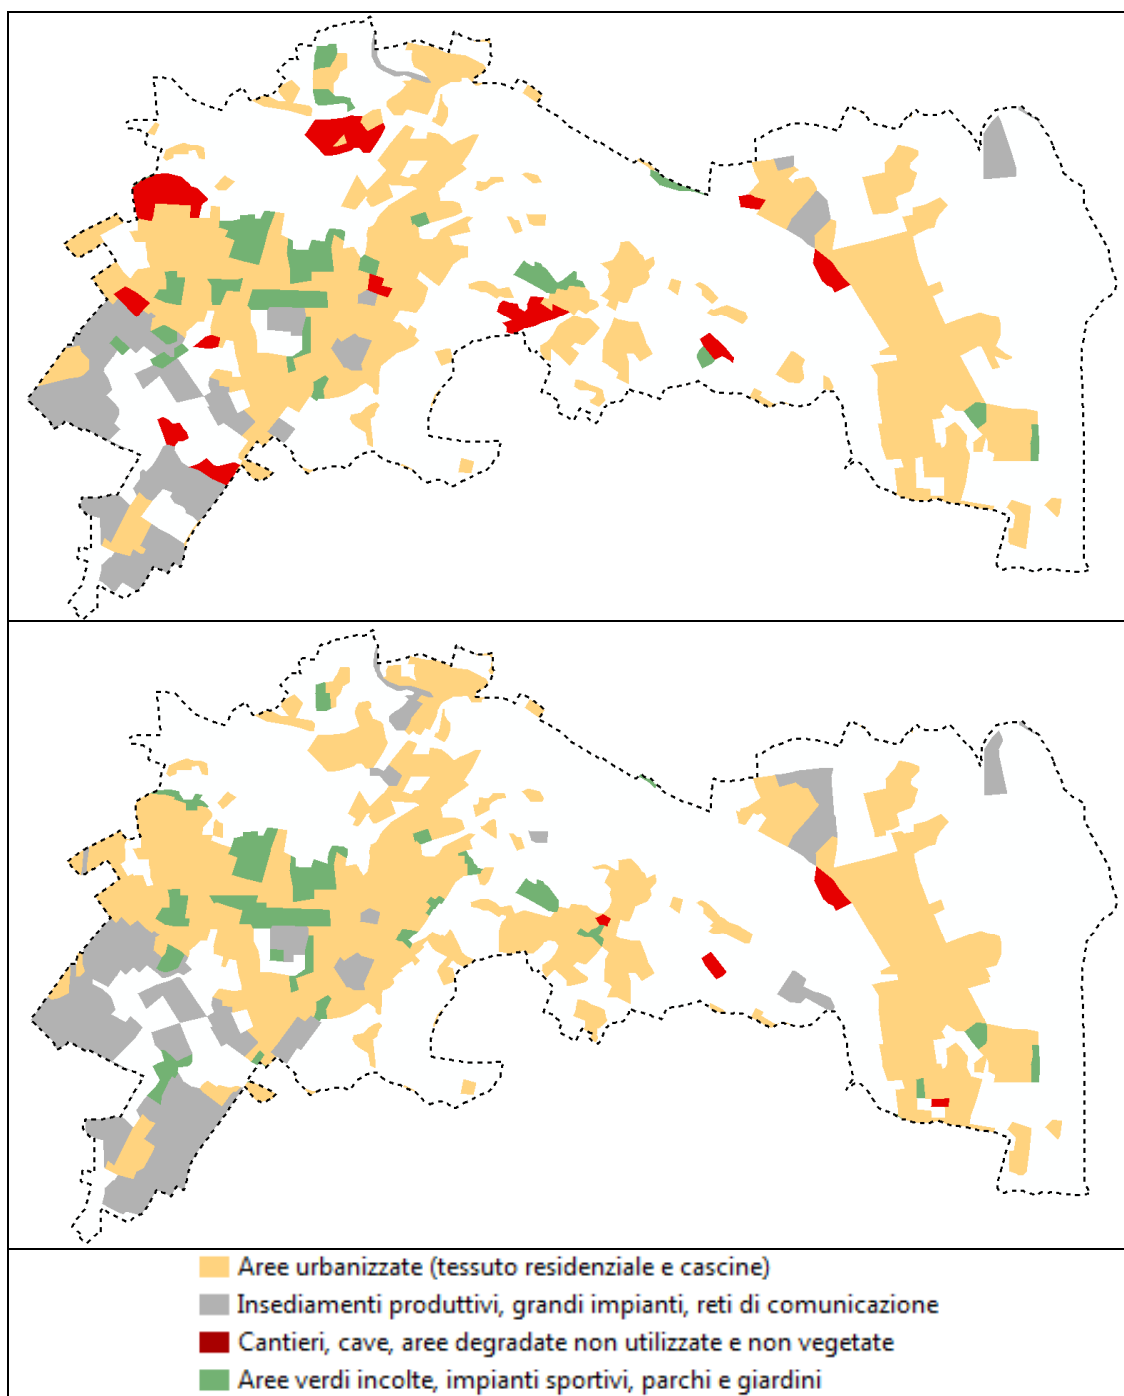 Aree urbanizzate (tessuto residenziale e cascine)
Insediamenti produttivi, grandi impianti, reti di comunicazione
Cantieri, cave, aree degradate non utilizzate e non vegetate
Aree verdi incolte, impianti sportivi, parchi e giardini